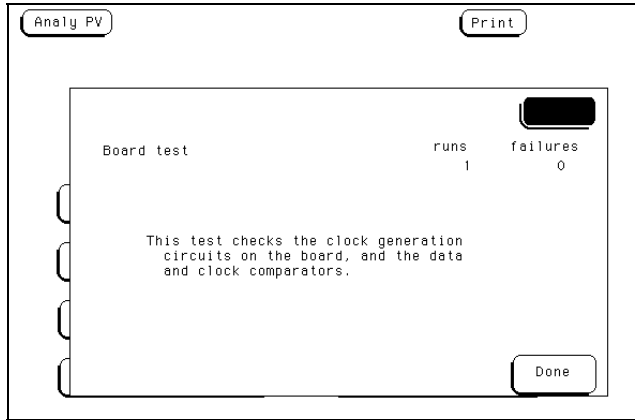 Analy PV
Print
Board test
runs
failures
1
0
This test checks the clock generation
circuits on the board, and the data
and clock comparators.
Done